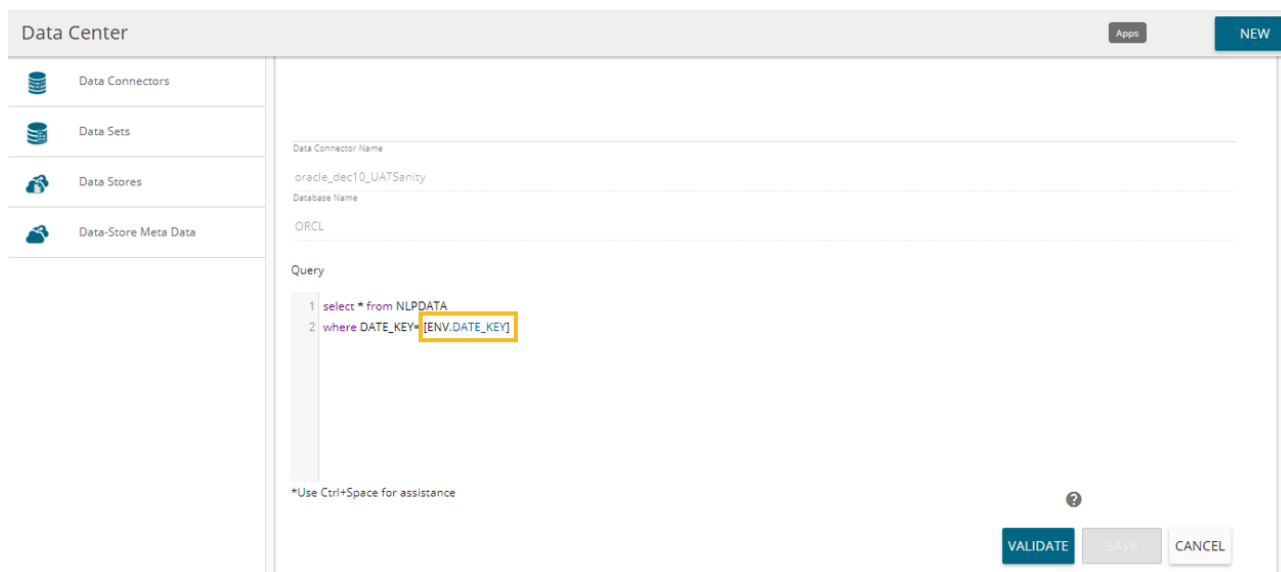 Data Center
Apps
NEW
Data Connectors
Data Sets
Data Stores
Data-Store Meta Data
Data Connector Name
oracle_dec10_UATSanity
Database Name
ORCL
Query
1 select * from NLPDATA
2 where DATE_KEY= [ENV.DATE_KEY]
*Use Ctrl+Space for assistance
?
VALIDATE
SAVE
CANCEL